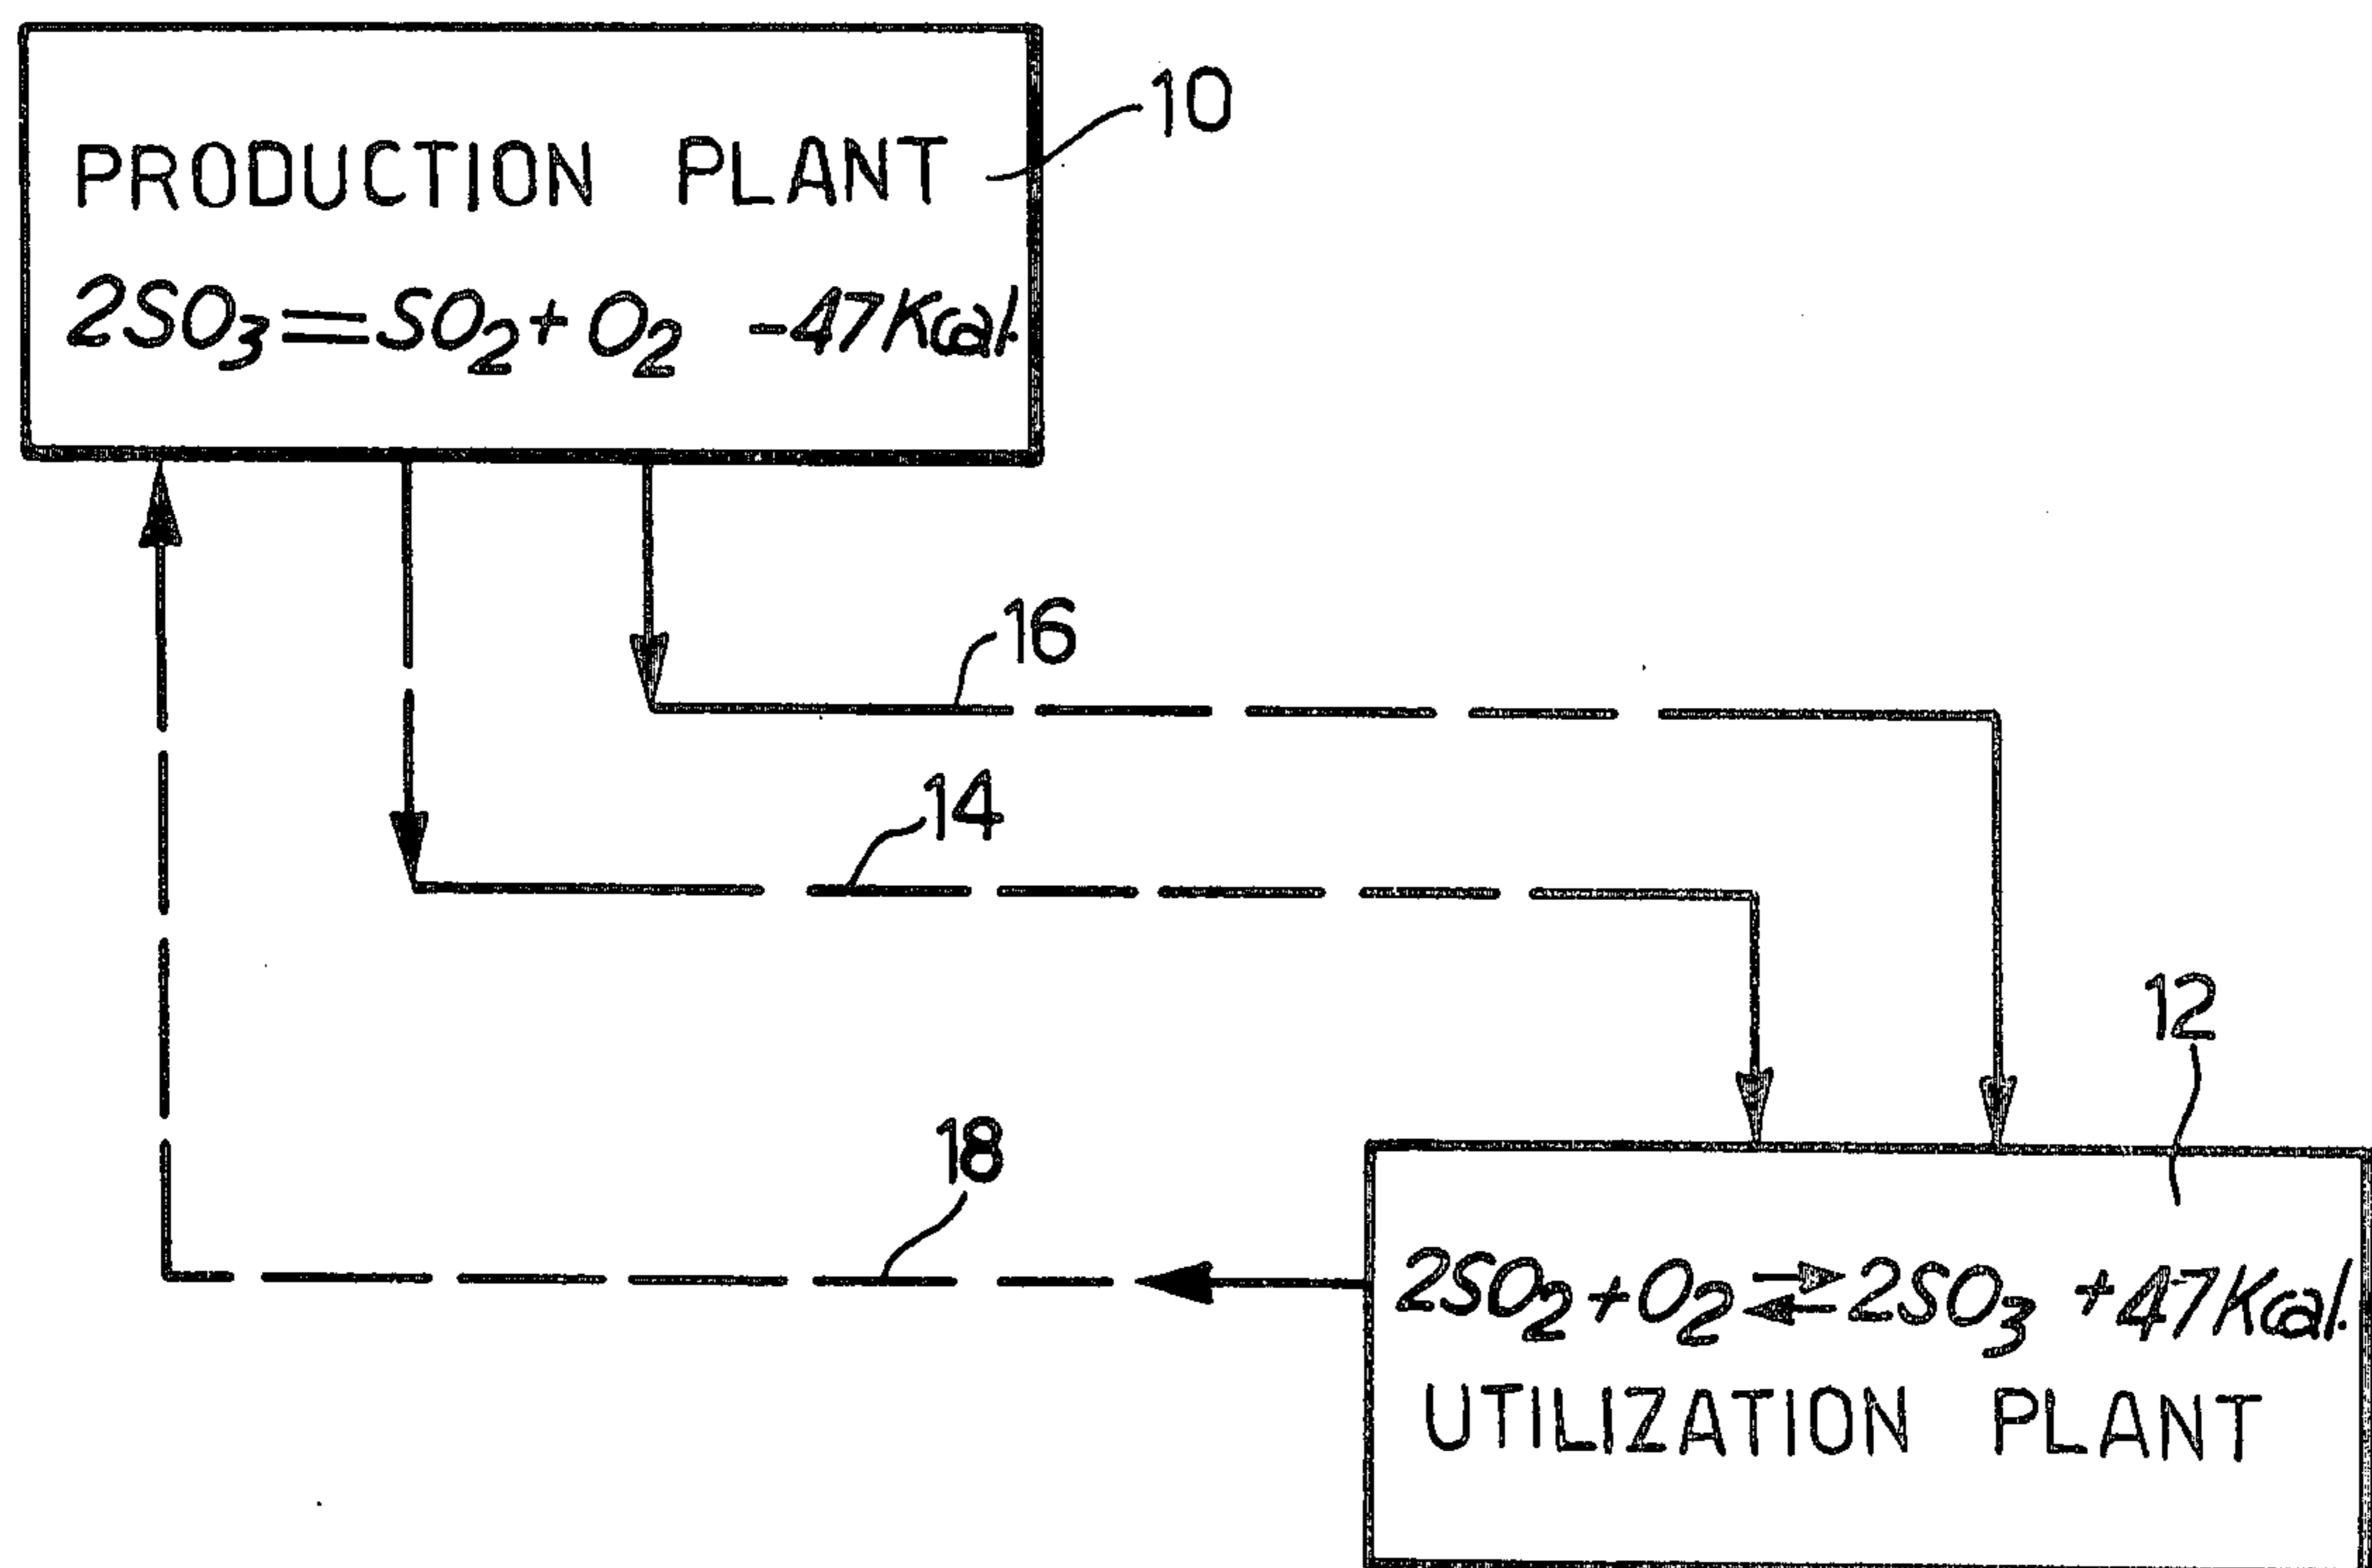 10
PRODUCTION PLANT
2SO₃=SO₂+O₂ -47Kcal.
16
14
12
18
2SO₂+O₂⇄2SO₃ +47Kcal.
UTILIZATION PLANT